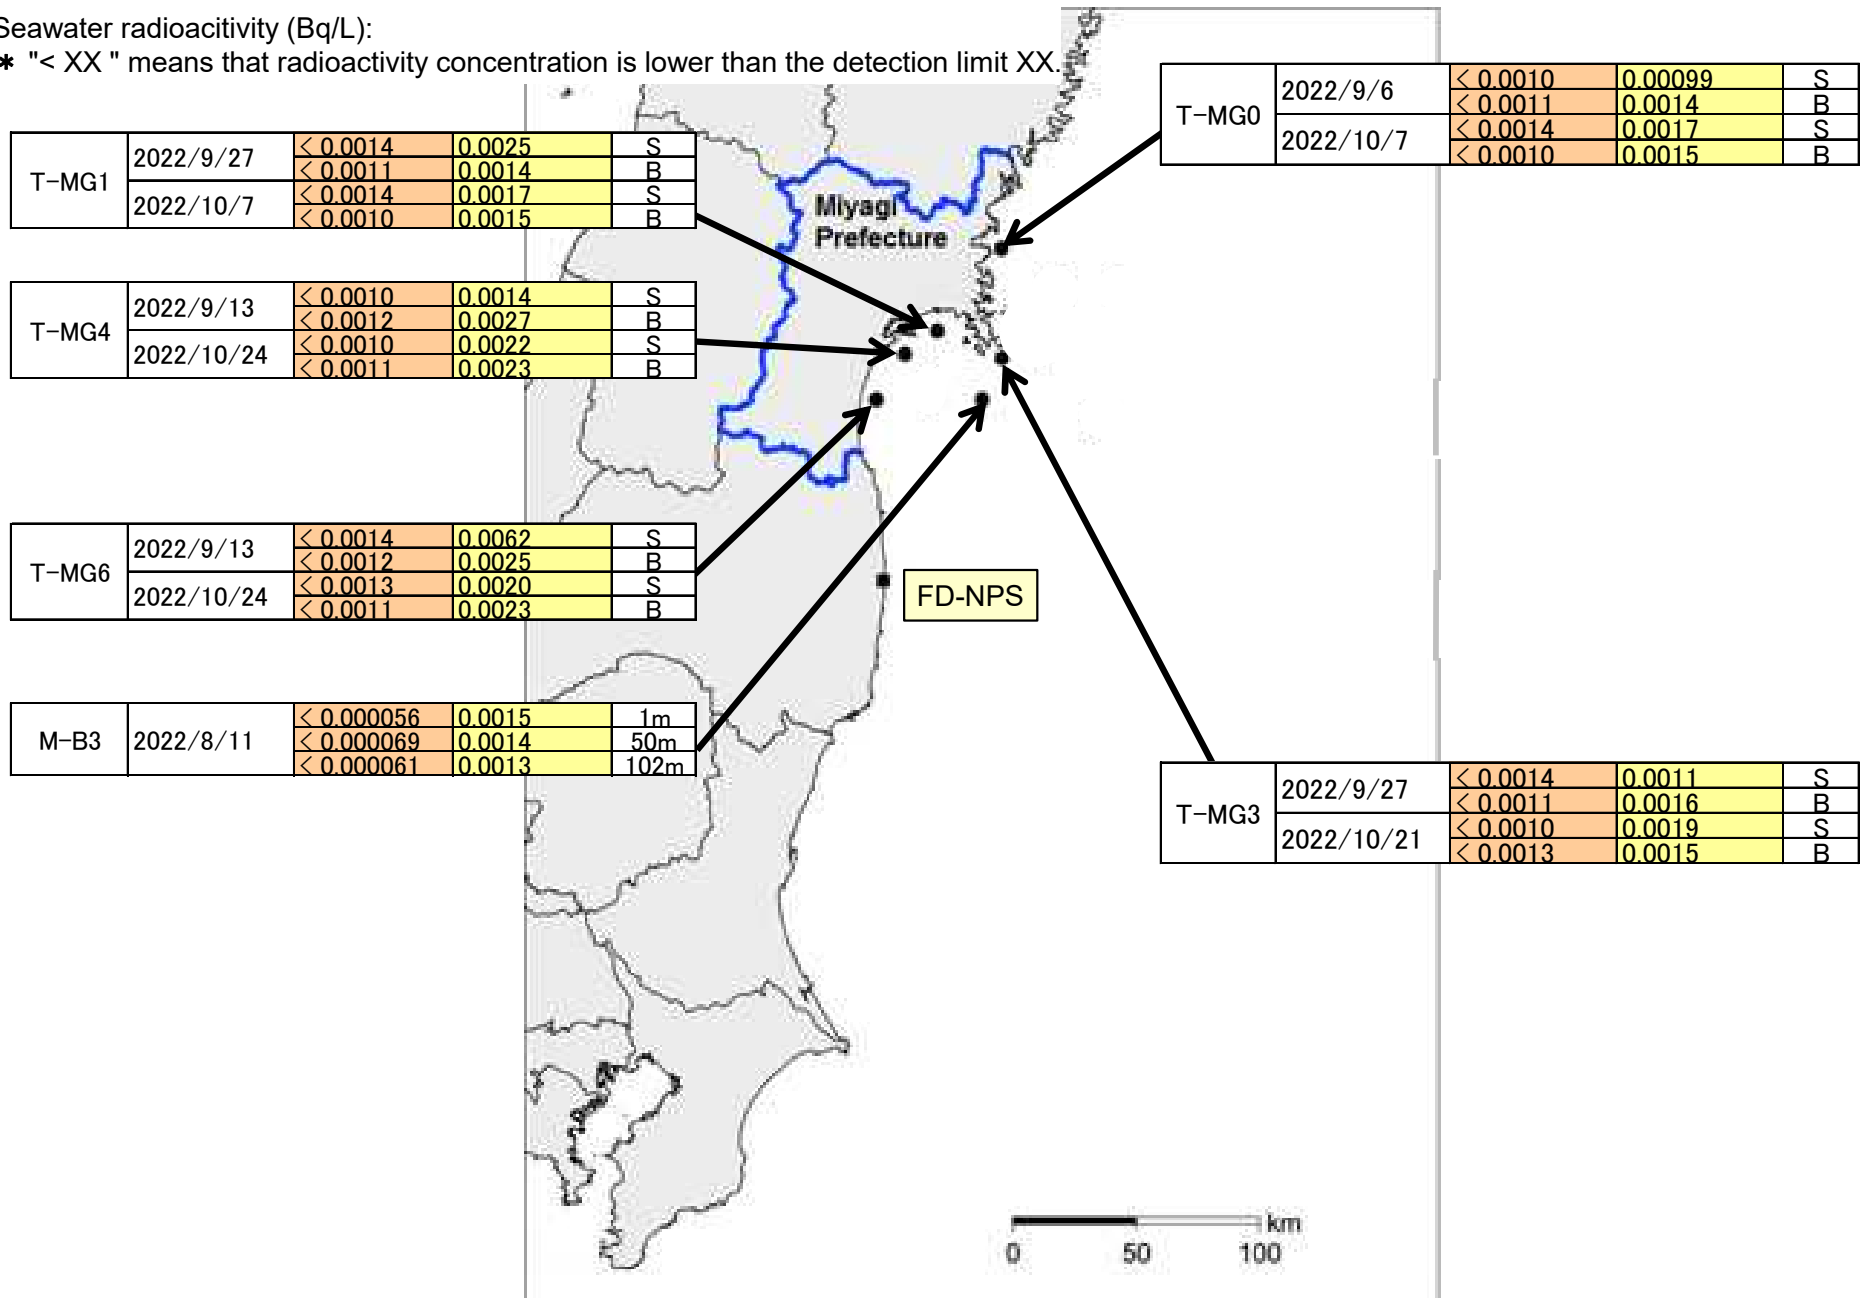 Seawater radioacitivity (Bq/L):
* "< XX " means that radioactivity concentration is lower than the detection limit XX.
T-MG0
2022/9/6
< 0.0010 0.00099 S
< 0.0011 0.0014 B
2022/10/7
< 0.0014 0.0017 S
< 0.0010 0.0015 B
T-MG1
2022/9/27
< 0.0014 0.0025 S
< 0.0011 0.0014 B
2022/10/7
< 0.0014 0.0017 S
< 0.0010 0.0015 B
Miyagi
Prefecture
T-MG4
2022/9/13
< 0.0010 0.0014 S
< 0.0012 0.0027 B
2022/10/24
< 0.0010 0.0022 S
< 0.0011 0.0023 B
T-MG6
2022/9/13
< 0.0014 0.0062 S
< 0.0012 0.0025 B
2022/10/24
< 0.0013 0.0020 S
< 0.0011 0.0023 B
FD-NPS
M-B3
2022/8/11
< 0.000056 0.0015 1m
< 0.000069 0.0014 50m
< 0.000061 0.0013 102m
T-MG3
2022/9/27
< 0.0014 0.0011 S
< 0.0011 0.0016 B
2022/10/21
< 0.0010 0.0019 S
< 0.0013 0.0015 B
km
0 50 100